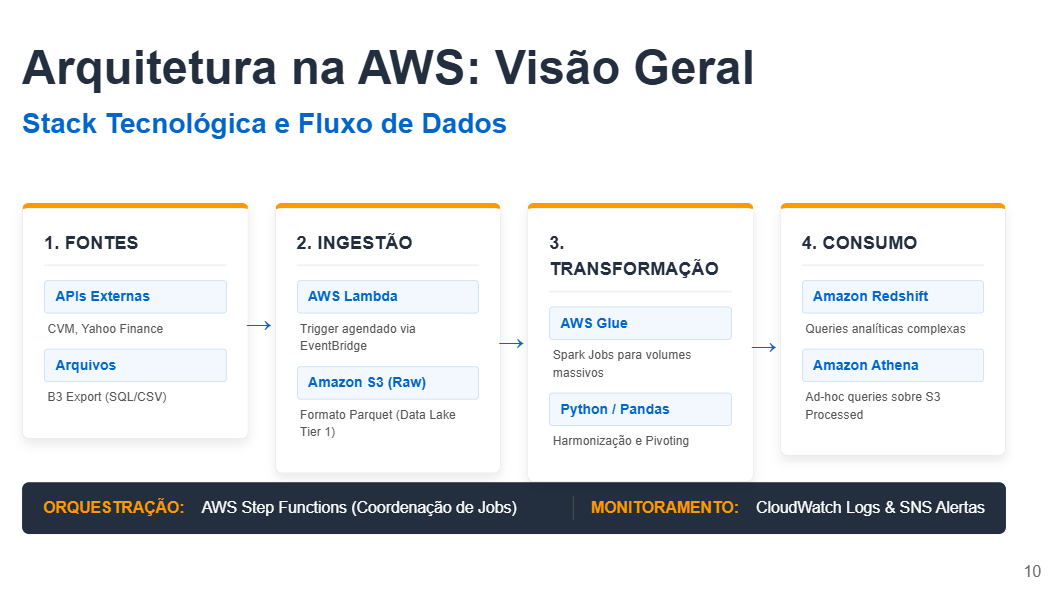 Arquitetura na AWS: Visão Geral
Stack Tecnológica e Fluxo de Dados
1. FONTES
APIs Externas
CVM, Yahoo Finance
Arquivos
B3 Export (SQL/CSV)
→
2. INGESTÃO
AWS Lambda
Trigger agendado via
EventBridge
Amazon S3 (Raw)
Formato Parquet (Data Lake
Tier 1)
→
3.
TRANSFORMAÇÃO
AWS Glue
Spark Jobs para volumes
massivos
Python / Pandas
Harmonização e Pivoting
→
4. CONSUMO
Amazon Redshift
Queries analíticas complexas
Amazon Athena
Ad-hoc queries sobre S3
Processed
ORQUESTRAÇÃO: AWS Step Functions (Coordenação de Jobs)
MONITORAMENTO: CloudWatch Logs & SNS Alertas
10